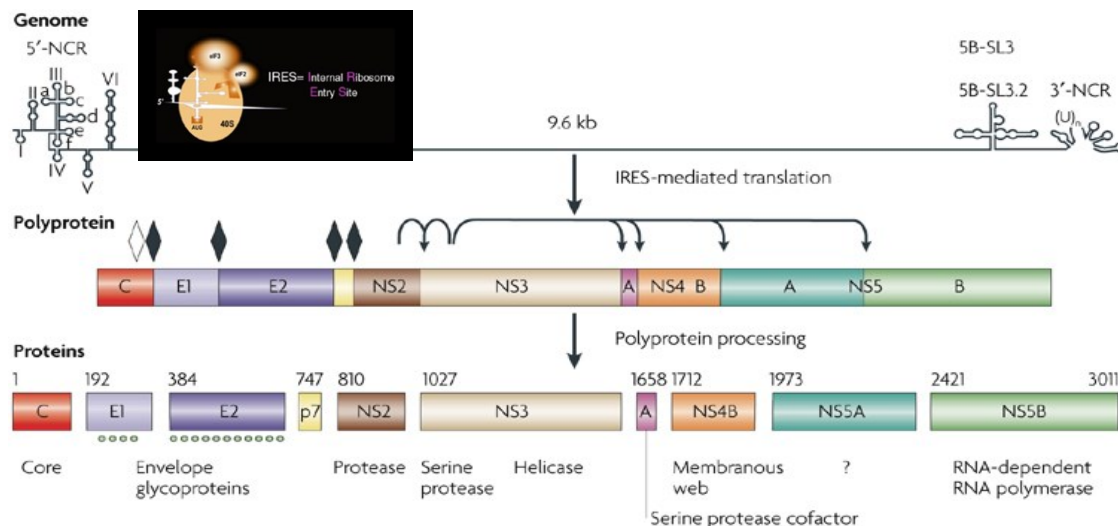 Genome
5′-NCR
III
b
a
c
II
d
e
f
I
IV
V
VI
eIF3
eIF2
5'
40S
AUG
IRES= Internal Ribosome
Entry Site
9.6 kb
5B-SL3
5B-SL3.2
3′-NCR
(U)n
IRES-mediated translation
Polyprotein
C E1 E2 NS2 NS3 A NS4 B A NS5 B
Polyprotein processing
Proteins
1 192 384 747 810 1027 1658 1712 1973 2421 3011
C E1 E2 p7 NS2 NS3 A NS4B NS5A NS5B
Core
Envelope
glycoproteins
Protease
Serine
protease
Helicase
Membranous
web
?
RNA-dependent
RNA polymerase
Serine protease cofactor